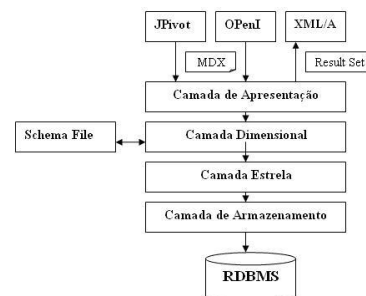 JPivot OPenI XML/A
MDX Result Set
Camada de Apresentação
Schema File Camada Dimensional
Camada Estrela
Camada de Armazenamento
RDBMS